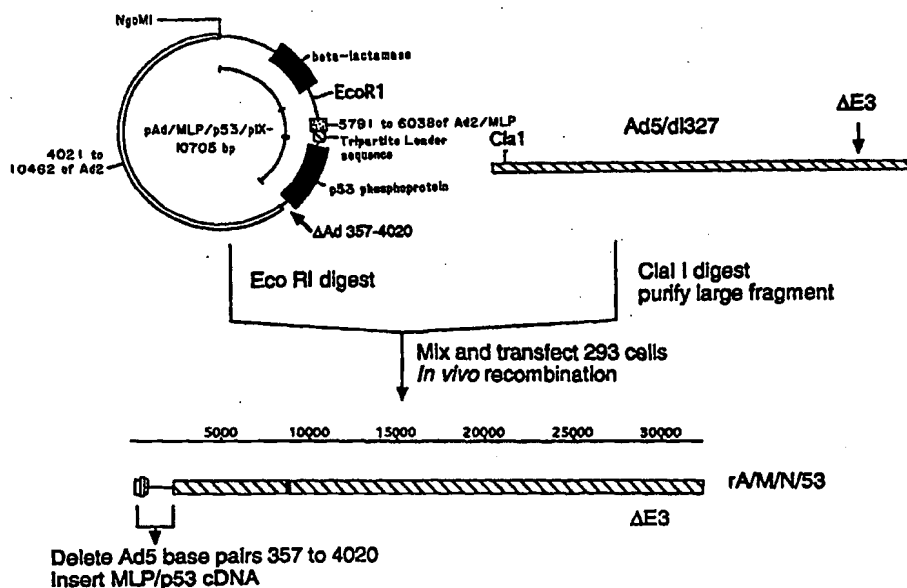 NgoMI
beta-lactamase
EcoR1
pAd/MLP/p53/pIX-
10705 bp
5791 to 6038of Ad2/MLP
Tripartite Leader
sequence
4021 to
10462 of Ad2
p53 phosphoprotein
ΔAd 357-4020
Ad5/dl327
ΔE3
Cla1
Eco RI digest
Clal I digest
purify large fragment
Mix and transfect 293 cells
In vivo recombination
5000 10000 15000 20000 25000 30000
rA/M/N/53
ΔE3
Delete Ad5 base pairs 357 to 4020
Insert MLP/p53 cDNA